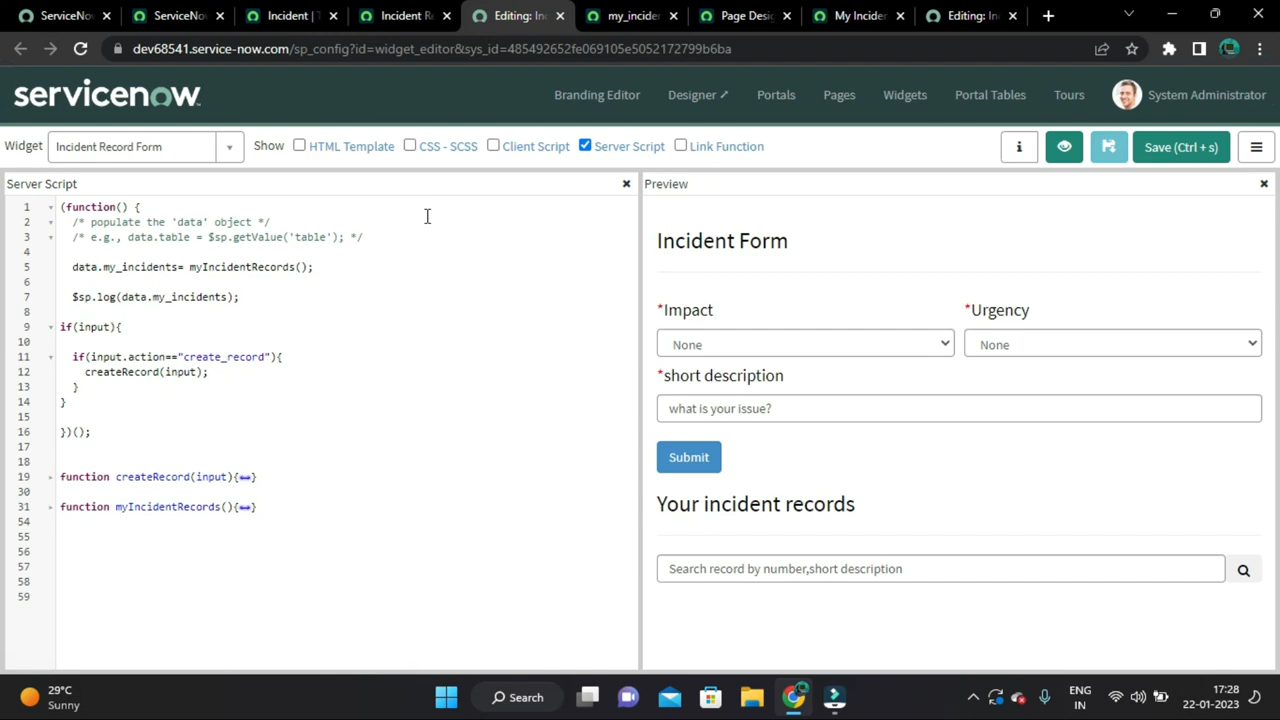 ServiceNo
ServiceNo
Incident | T
Incident Re
Editing: In
my_incide
Page Desi
My Incide
Editing: In
dev68541.service-now.com/sp_config?id=widget_editor&sys_id=485492652fe069105e5052172799b6ba
servicenow
Branding Editor
Designer
Portals
Pages
Widgets
Portal Tables
Tours
System Administrator
Widget
Incident Record Form
Show
HTML Template
CSS - SCSS
Client Script
Server Script
Link Function
Save (Ctrl + s)
Server Script
1 (function() {
2 /* populate the 'data' object */
3 /* e.g., data.table = $sp.getValue('table'); */
4
5 data.my_incidents= myIncidentRecords();
6
7 $sp.log(data.my_incidents);
8
9 if(input){
10
11 if(input.action=="create_record"){
12 createRecord(input);
13 }
14 }
15
16 })();
17
18
19 function createRecord(input){↔}
30
31 function myIncidentRecords(){↔}
54
55
56
57
58
59
Preview
Incident Form
*Impact
*Urgency
None
None
*short description
what is your issue?
Submit
Your incident records
Search record by number,short description
29°C
Sunny
Search
ENG
IN
17:28
22-01-2023